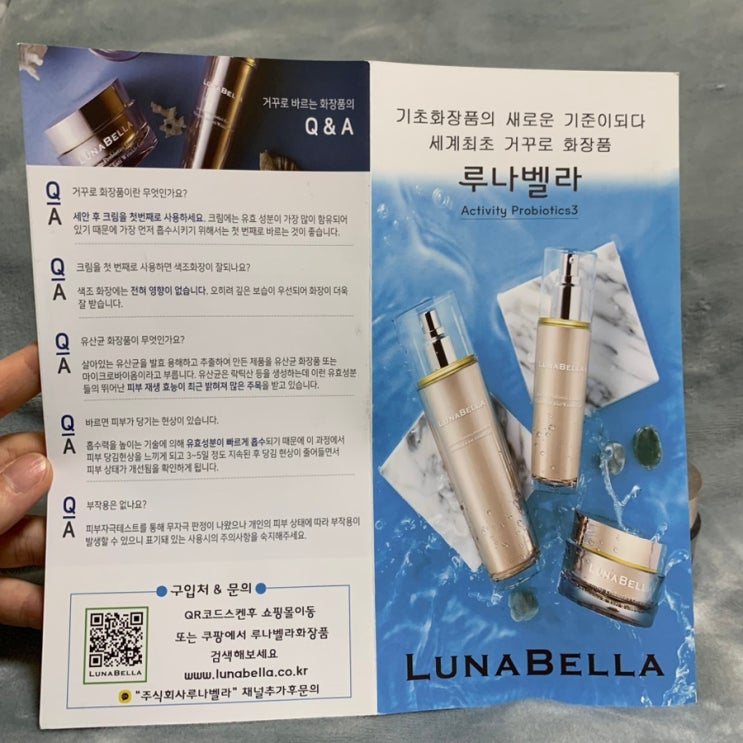 LUNABELLA
LUNABELLA
거꾸로 바르는 화장품의
Q & A
Q
A
거꾸로 화장품이란 무엇인가요?
세안 후 크림을 첫번째로 사용하세요. 크림에는 유효 성분이 가장 많이 함유되어
있기 때문에 가장 먼저 흡수시키기 위해서는 첫 번째로 바르는 것이 좋습니다.
Q
A
크림을 첫 번째로 사용하면 색조화장이 잘되나요?
색조 화장에는 전혀 영향이 없습니다. 오히려 깊은 보습이 우선되어 화장이 더욱
잘 받습니다.
Q
A
유산균 화장품이 무엇인가요?
살아있는 유산균을 발효 용해하고 추출하여 만든 제품을 유산균 화장품 또는
마이크로바이옴이라고 부릅니다. 유산균은 락틱산 등을 생성하는데 이런 유효성분
들의 뛰어난 피부 재생 효능이 최근 밝혀져 많은 주목을 받고 있습니다.
Q
A
바르면 피부가 당기는 현상이 있습니다.
흡수력을 높이는 기술에 의해 유효성분이 빠르게 흡수되기 때문에 이 과정에서
피부 당김현상을 느끼게 되고 3~5일 정도 지속된 후 당김 현상이 줄어들면서
피부 상태가 개선됨을 확인하게 됩니다.
Q
A
부작용은 없나요?
피부자극테스트를 통해 무자극 판정이 나왔으나 개인의 피부 상태에 따라 부작용이
발생할 수 있으니 표기돼 있는 사용시의 주의사항을 숙지해주세요.
구입처 & 문의
QR코드스켄후 쇼핑몰이동
또는 쿠팡에서 루나벨라화장품
검색해보세요
www.lunabella.co.kr
LUNABELLA
"주식회사루나벨라" 채널추가후문의
기초화장품의 새로운 기준이되다
세계최초 거꾸로 화장품
루나벨라
Activity Probiotics3
LUNABELLA
LUNABELLA
LUNABELLA
LUNABELLA